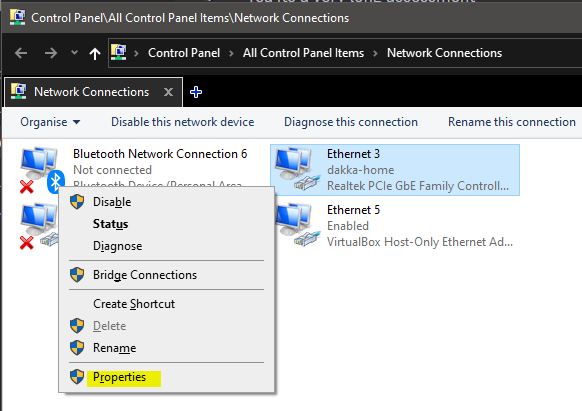 Control Panel\All Control Panel Items\Network Connections
Control Panel All Control Panel Items Network Connections
Network Connections
Organise Disable this network device Diagnose this connection Rename this connection
Bluetooth Network Connection 6
Not connected
Bluetooth Device (Personal Area
Ethernet 3
dakka-home
Realtek PCIe GbE Family Controll...
Ethernet 5
Enabled
VirtualBox Host-Only Ethernet Ad...
Disable
Status
Diagnose
Bridge Connections
Create Shortcut
Delete
Rename
Properties